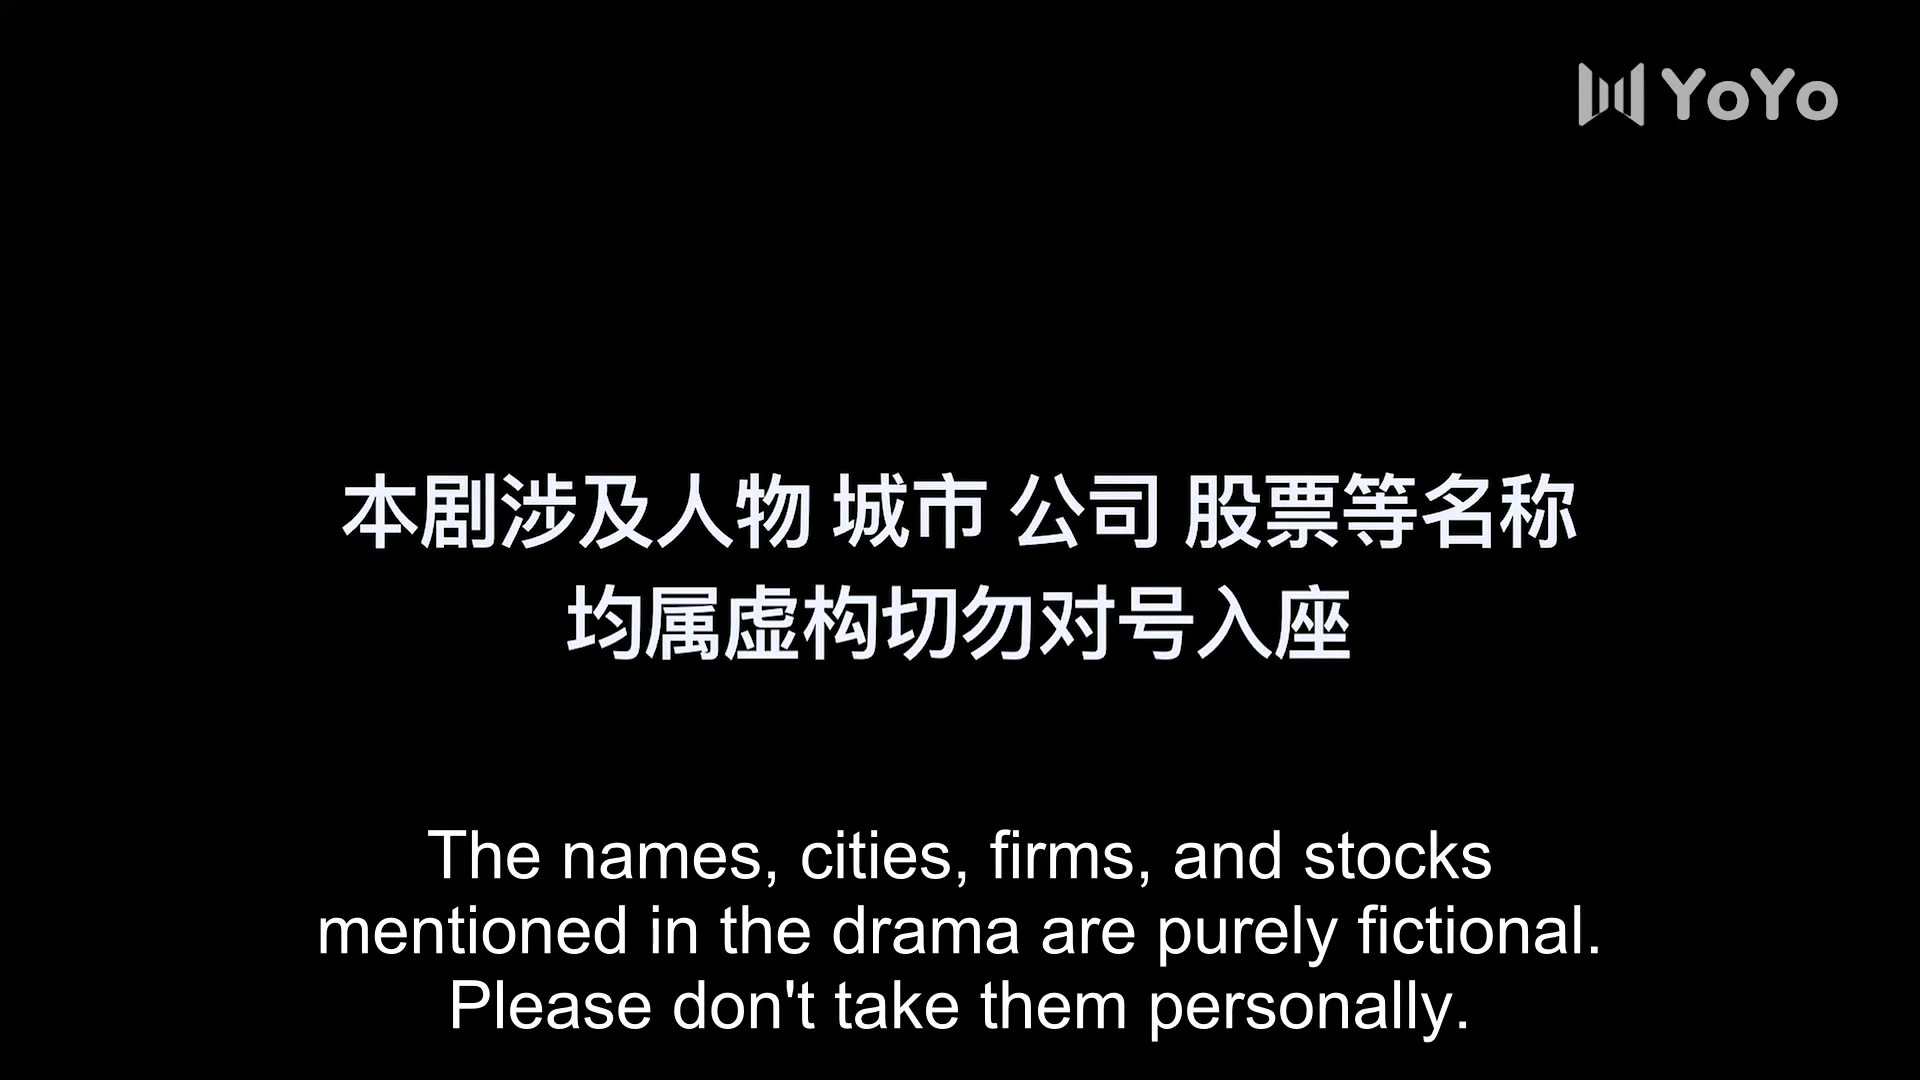 YoYo
本剧涉及人物 城市 公司 股票等名称
均属虚构切勿对号入座
The names, cities, firms, and stocks
mentioned in the drama are purely fictional.
Please don't take them personally.